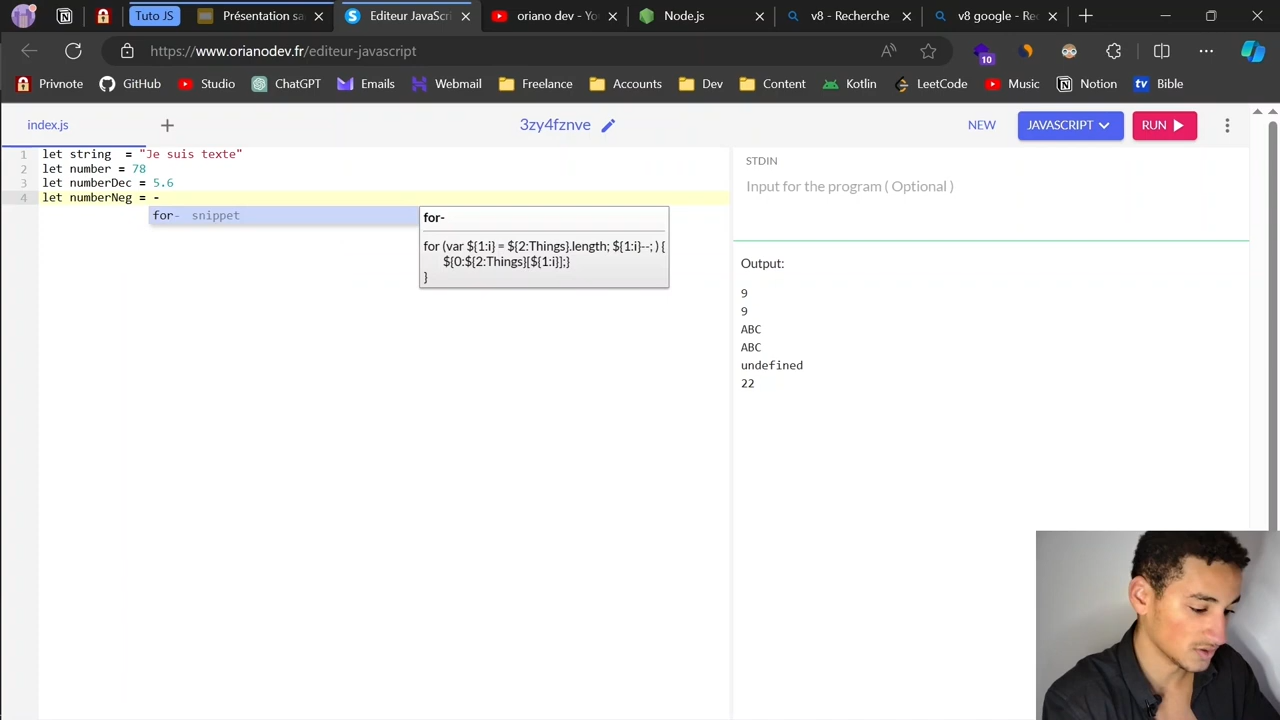 Tuto JS
Présentation sa
Editeur JavaScri
oriano dev - Yo
Node.js
v8 - Recherche
v8 google - Rec
https://www.orianodev.fr/editeur-javascript
10
Privnote
GitHub
Studio
ChatGPT
Emails
Webmail
Freelance
Accounts
Dev
Content
Kotlin
LeetCode
Music
Notion
tv Bible
index.js
3zy4fznve
NEW
JAVASCRIPT
RUN
1 let string  = "Je suis texte"
2 let number = 78
3 let numberDec = 5.6
4 let numberNeg = -
for- snippet
for-
for (var ${1:i} = ${2:Things}.length; ${1:i}--; ) {
${0:${2:Things}[${1:i}];}
}
STDIN
Input for the program ( Optional )
Output:
9
9
ABC
ABC
undefined
22